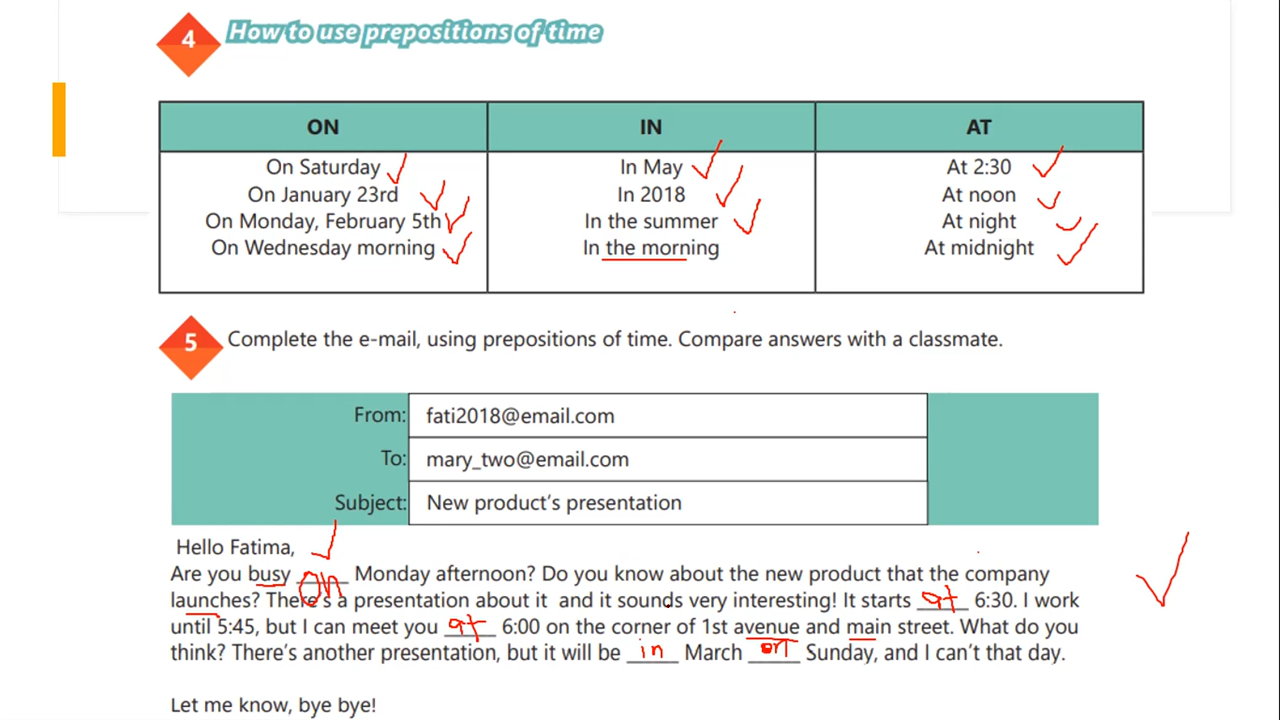 4 How to use prepositions of time
ON IN AT
On Saturday In May At 2:30
On January 23rd In 2018 At noon
On Monday, February 5th In the summer At night
On Wednesday morning In the morning At midnight
5 Complete the e-mail, using prepositions of time. Compare answers with a classmate.
From: fati2018@email.com
To: mary_two@email.com
Subject: New product's presentation
Hello Fatima,
Are you busy on Monday afternoon? Do you know about the new product that the company
launches? There's a presentation about it and it sounds very interesting! It starts at 6:30. I work
until 5:45, but I can meet you at 6:00 on the corner of 1st avenue and main street. What do you
think? There's another presentation, but it will be in March on Sunday, and I can't that day.
Let me know, bye bye!